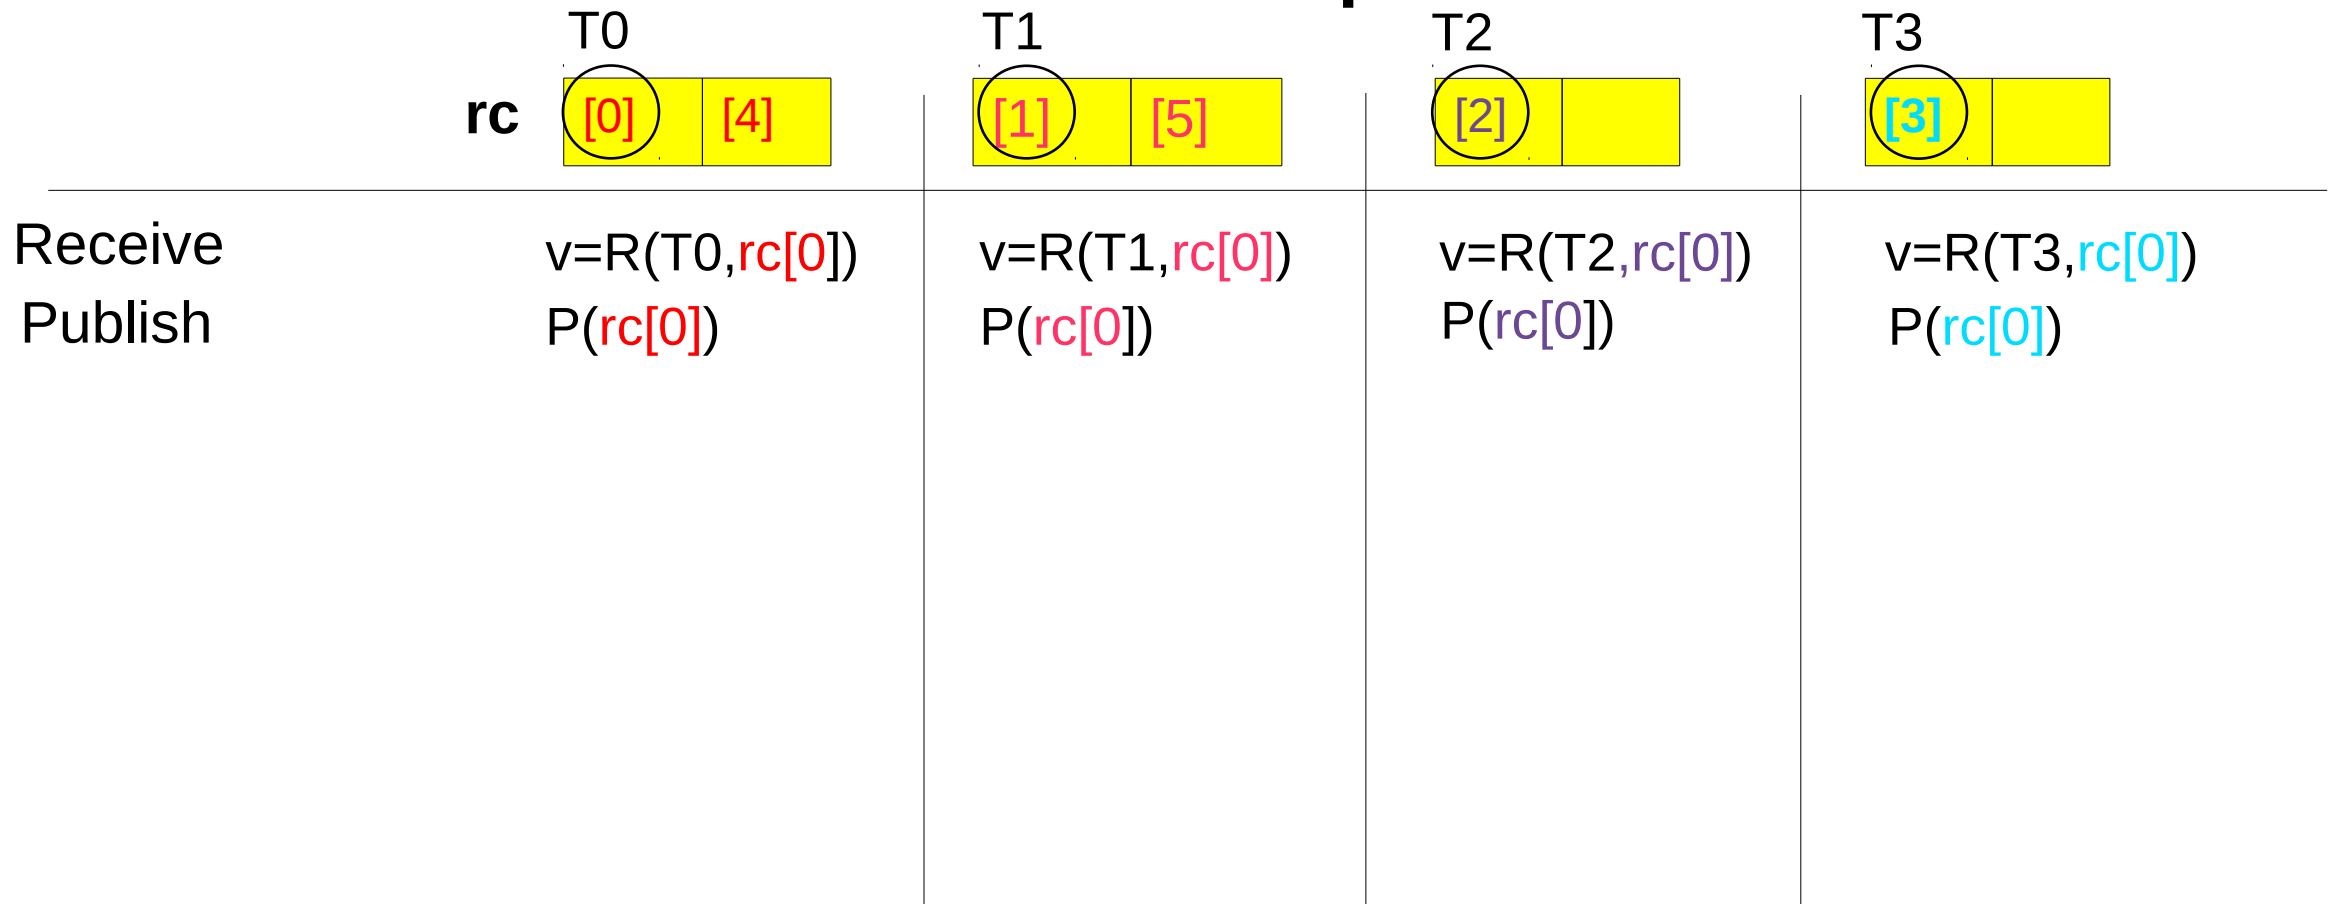 T0 T1 T2 T3
rc [0] [4] [1] [5] [2] [3]
Receive v=R(T0,rc[0]) v=R(T1,rc[0]) v=R(T2,rc[0]) v=R(T3,rc[0])
Publish P(rc[0]) P(rc[0]) P(rc[0]) P(rc[0])